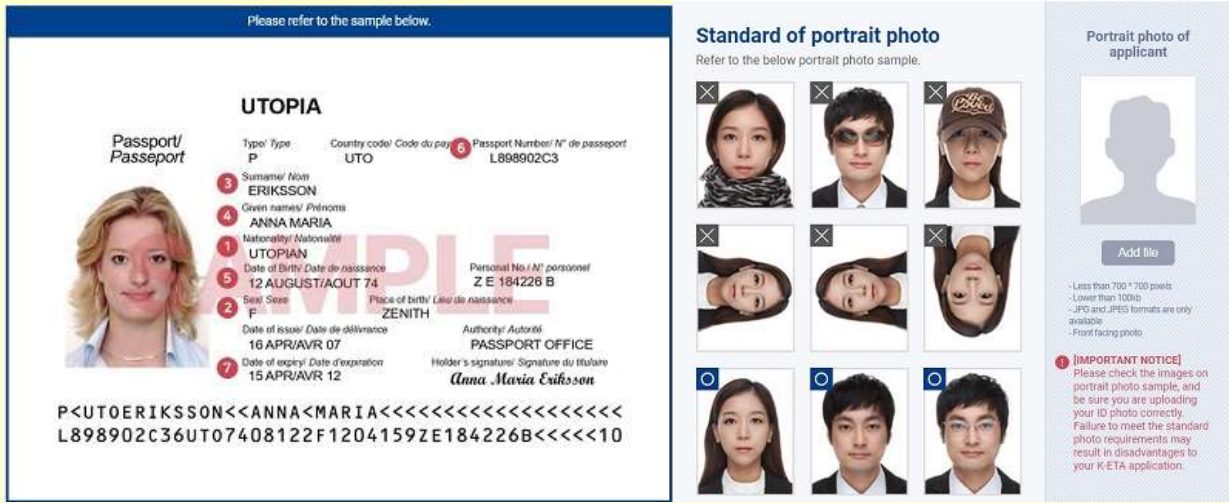 Please refer to the sample below.
UTOPIA
Passport/
Passeport
Type/ Type
P
Country code/ Code du pay
UTO
6
Passport Number/ N° de passeport
L898902C3
3
Surname/ Nom
ERIKSSON
4
Given names/ Prénoms
ANNA MARIA
1
Nationality/ Nationalité
UTOPIAN
5
Date of Birth/ Date de naissance
12 AUGUST/AOUT 74
Personal No / N° personnel
Z E 184226 B
2
Sex/ Sexe
F
Place of birth/ Lieu de naissance
ZENITH
Date of issue/ Date de délivrance
16 APR/AVR 07
Authority/ Autorité
PASSPORT OFFICE
7
Date of expiry/ Date d'expiration
15 APR/AVR 12
Holder's signature/ Signature du titulaire
Anna Maria Eriksson
AMPLE
P<UTOERIKSSON<<ANNA<MARIA<<<<<<<<<<<<<<<<<<<
L898902C36UTO7408122F1204159ZE184226B<<<<<10
Standard of portrait photo
Refer to the below portrait photo sample.
Portrait photo of
applicant
Add file
- Less than 700 * 700 pixels
- Lower than 100kb
- JPG and JPEG formats are only
available
- Front facing photo
! [IMPORTANT NOTICE]
Please check the images on
portrait photo sample, and
be sure you are uploading
your ID photo correctly.
Failure to meet the standard
photo requirements may
result in disadvantages to
your K-ETA application.